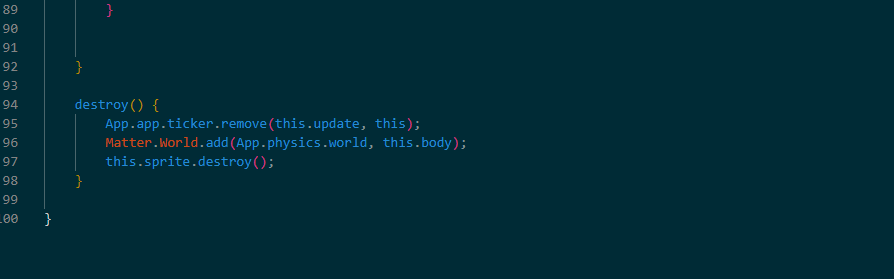 89 }
90
91
92 }
93
94 destroy() {
95 App.app.ticker.remove(this.update, this);
96 Matter.World.add(App.physics.world, this.body);
97 this.sprite.destroy();
98 }
99
100 }